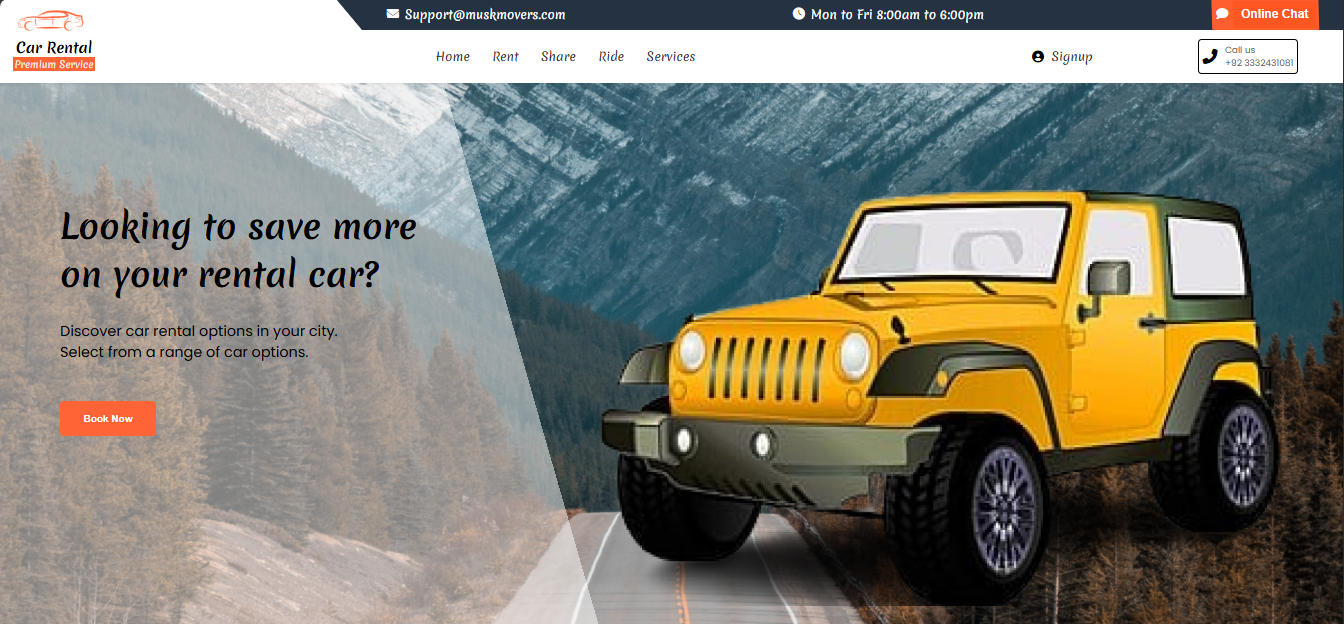 Support@muskmovers.com
Mon to Fri 8:00am to 6:00pm
Online Chat
Car Rental
Premium Service
Home
Rent
Share
Ride
Services
Signup
Call us
+92 3332431081
Looking to save more
on your rental car?
Discover car rental options in your city.
Select from a range of car options.
Book Now